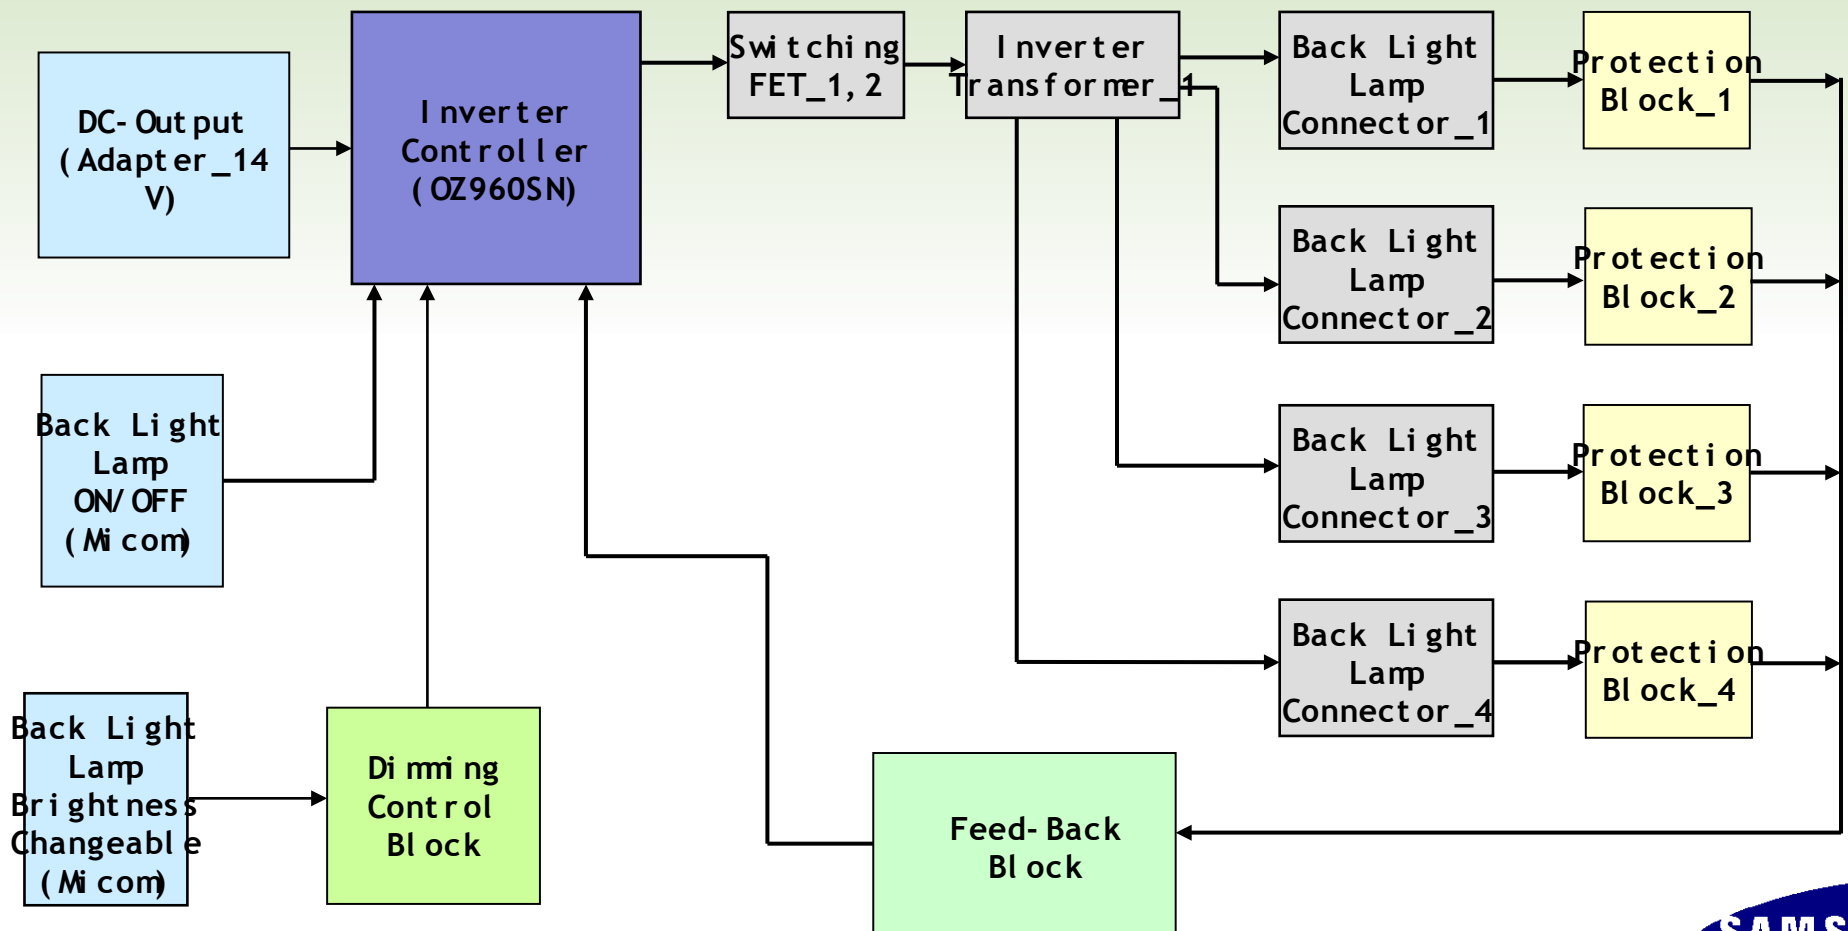 DC-Output
(Adapter_14
V)
Inverter
Controller
(OZ960SN)
Switching
FET_1,2
Inverter
Transformer_1
Back Light
Lamp
Connector_1
Protection
Block_1
Back Light
Lamp
Connector_2
Protection
Block_2
Back Light
Lamp
ON/OFF
(Micom)
Back Light
Lamp
Connector_3
Protection
Block_3
Back Light
Lamp
Connector_4
Protection
Block_4
Back Light
Lamp
Brightness
Changeable
(Micom)
Dimming
Control
Block
Feed-Back
Block
SAMS